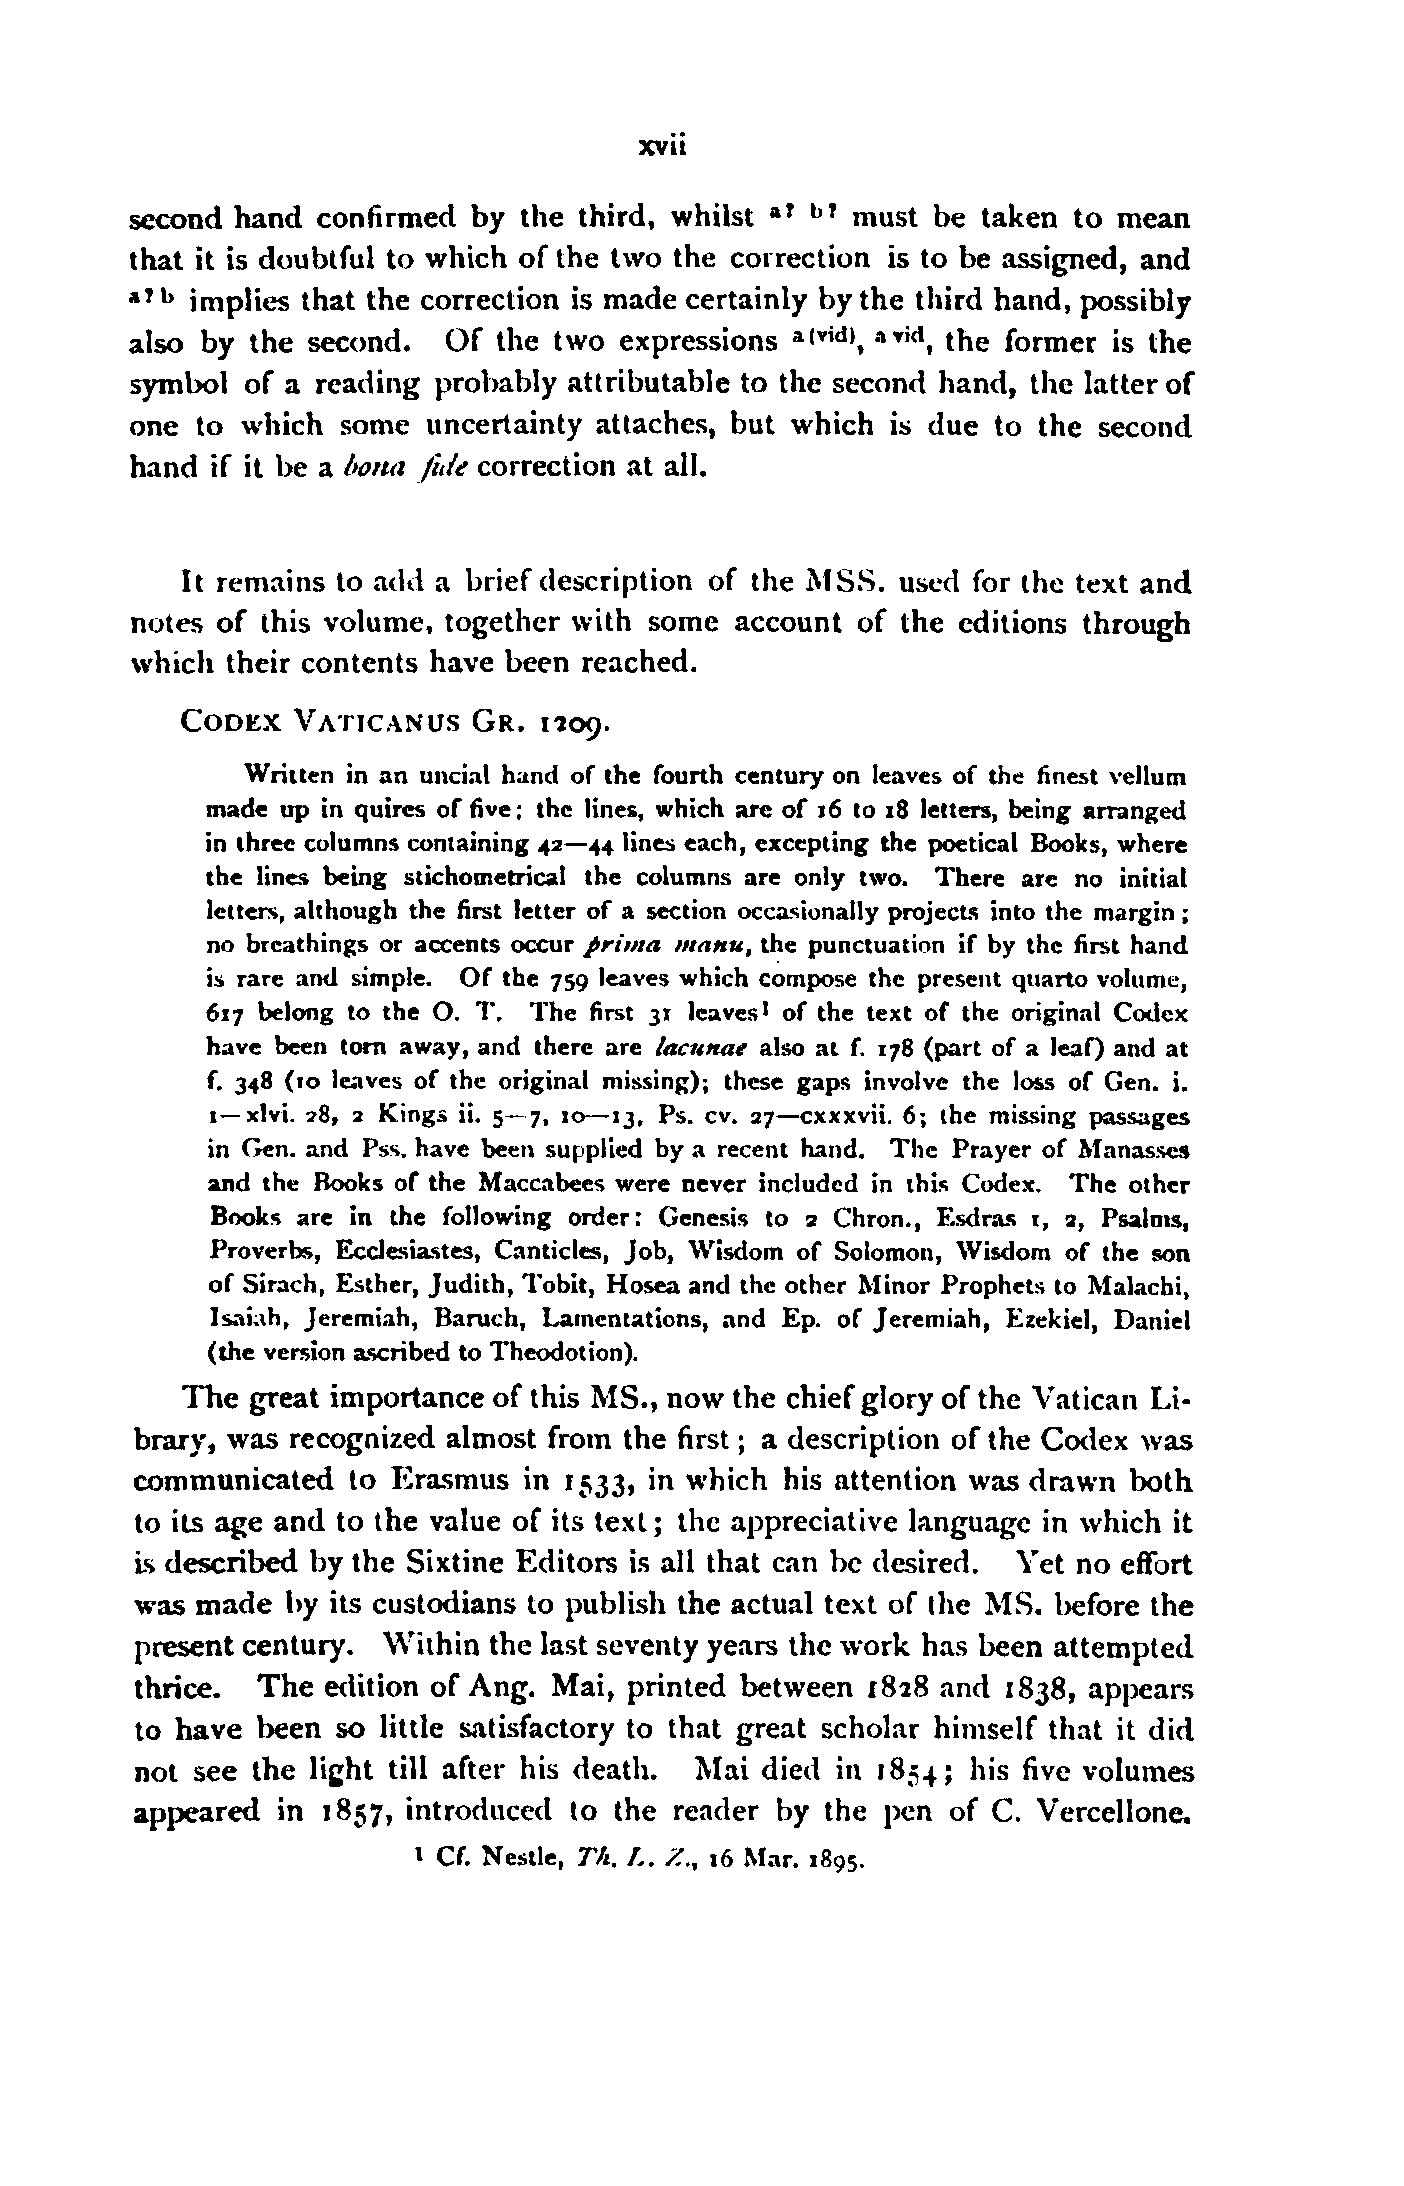 xvii
second hand confirmed by the third, whilst a? b? must be taken to mean
that it is doubtful to which of the two the correction is to be assigned, and
a? b implies that the correction is made certainly by the third hand, possibly
also by the second. Of the two expressions a(vid), a vid, the former is the
symbol of a reading probably attributable to the second hand, the latter of
one to which some uncertainty attaches, but which is due to the second
hand if it be a bona fide correction at all.
It remains to add a brief description of the MSS. used for the text and
notes of this volume, together with some account of the editions through
which their contents have been reached.
CODEX VATICANUS GR. 1209.
Written in an uncial hand of the fourth century on leaves of the finest vellum
made up in quires of five; the lines, which are of 16 to 18 letters, being arranged
in three columns containing 42—44 lines each, excepting the poetical Books, where
the lines being stichometrical the columns are only two. There are no initial
letters, although the first letter of a section occasionally projects into the margin;
no breathings or accents occur prima manu, the punctuation if by the first hand
is rare and simple. Of the 759 leaves which compose the present quarto volume,
617 belong to the O. T. The first 31 leaves¹ of the text of the original Codex
have been torn away, and there are lacunae also at f. 178 (part of a leaf) and at
f. 348 (10 leaves of the original missing); these gaps involve the loss of Gen. i.
1—xlvi. 28, 2 Kings ii. 5—7, 10—13, Ps. cv. 27—cxxxvii. 6; the missing passages
in Gen. and Pss. have been supplied by a recent hand. The Prayer of Manasses
and the Books of the Maccabees were never included in this Codex. The other
Books are in the following order: Genesis to 2 Chron., Esdras 1, 2, Psalms,
Proverbs, Ecclesiastes, Canticles, Job, Wisdom of Solomon, Wisdom of the son
of Sirach, Esther, Judith, Tobit, Hosea and the other Minor Prophets to Malachi,
Isaiah, Jeremiah, Baruch, Lamentations, and Ep. of Jeremiah, Ezekiel, Daniel
(the version ascribed to Theodotion).
The great importance of this MS., now the chief glory of the Vatican Li-
brary, was recognized almost from the first; a description of the Codex was
communicated to Erasmus in 1533, in which his attention was drawn both
to its age and to the value of its text; the appreciative language in which it
is described by the Sixtine Editors is all that can be desired. Yet no effort
was made by its custodians to publish the actual text of the MS. before the
present century. Within the last seventy years the work has been attempted
thrice. The edition of Ang. Mai, printed between 1828 and 1838, appears
to have been so little satisfactory to that great scholar himself that it did
not see the light till after his death. Mai died in 1854; his five volumes
appeared in 1857, introduced to the reader by the pen of C. Vercellone.
¹ Cf. Nestle, Th. L. Z., 16 Mar. 1895.